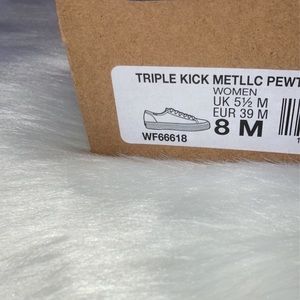 TRIPLE KICK METLLC PEWT
WOMEN
UK 5½ M
EUR 39 M
8 M
WF66618